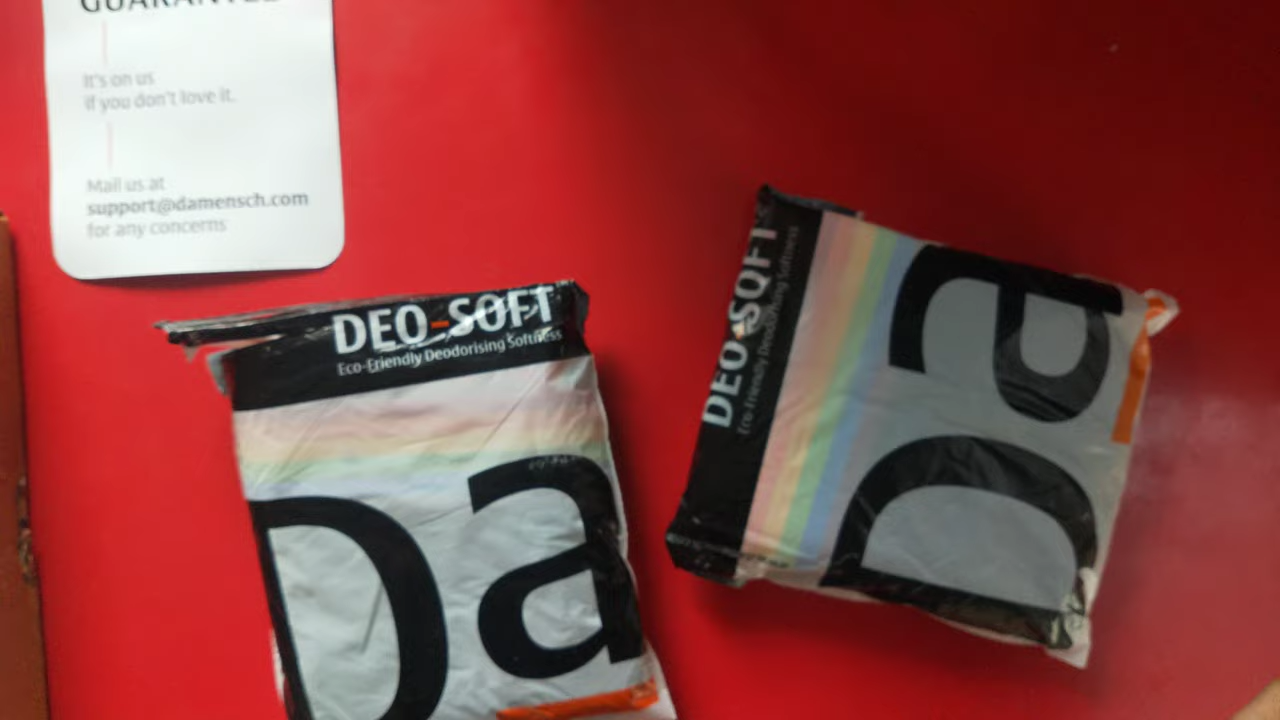 GUARANTEE
It's on us
if you don't love it.
Mail us at
support@damensch.com
for any concerns
DEO-SOFT
Eco-Friendly Deodorising Softness
Da
DEO-SOFT
Eco-Friendly Deodorising Softness
Da